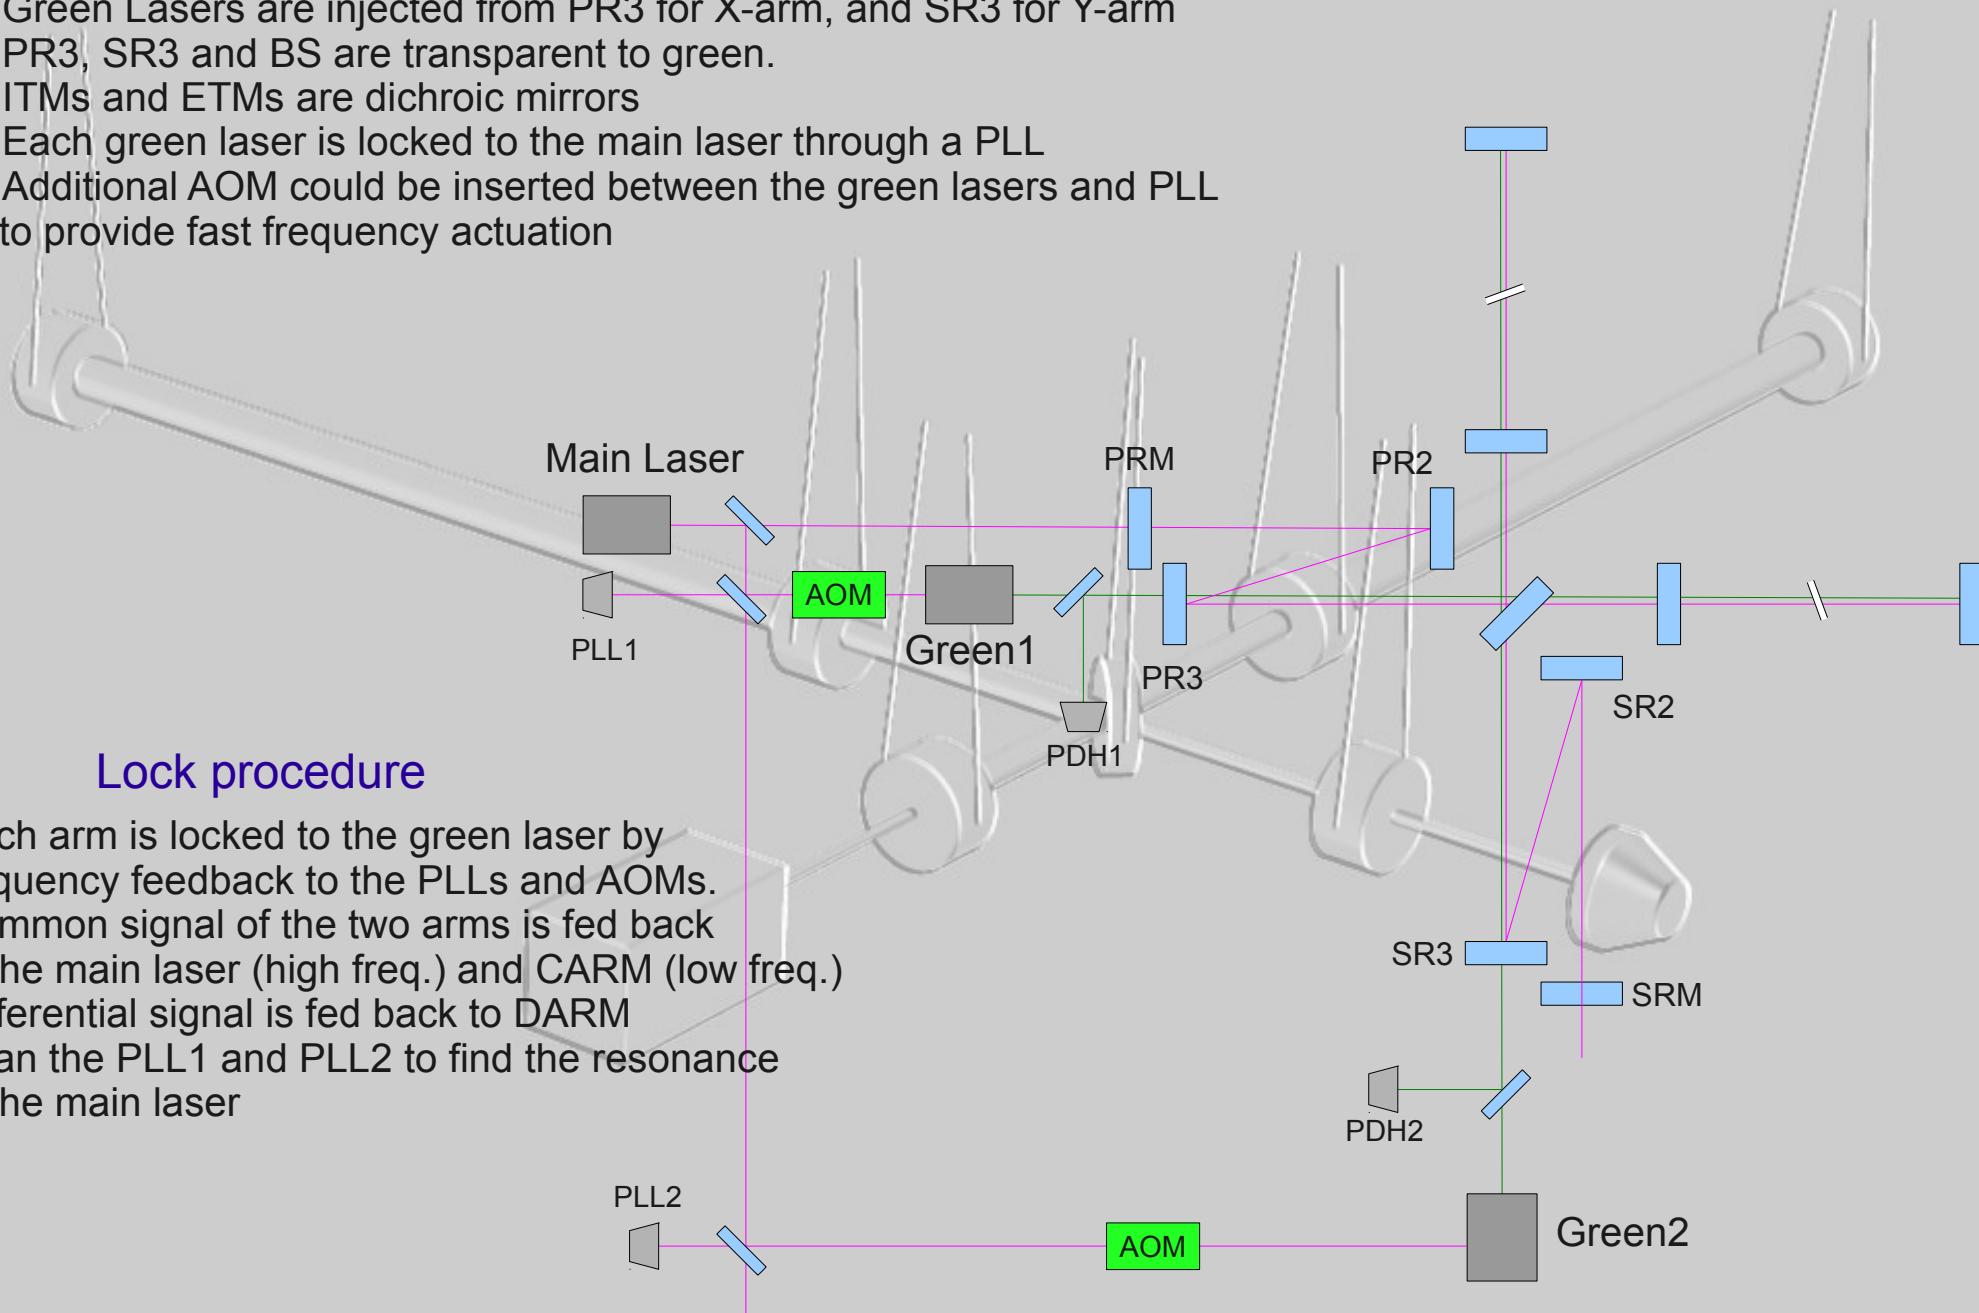 Green Lasers are injected from PR3 for X-arm, and SR3 for Y-arm
PR3, SR3 and BS are transparent to green.
ITMs and ETMs are dichroic mirrors
Each green laser is locked to the main laser through a PLL
Additional AOM could be inserted between the green lasers and PLL
to provide fast frequency actuation
Main Laser
PRM
PR2
AOM
PLL1
Green1
PR3
SR2
PDH1
Lock procedure
ch arm is locked to the green laser by
quency feedback to the PLLs and AOMs.
mmon signal of the two arms is fed back
he main laser (high freq.) and CARM (low freq.)
ferential signal is fed back to DARM
an the PLL1 and PLL2 to find the resonance
he main laser
SR3
SRM
PDH2
PLL2
AOM
Green2